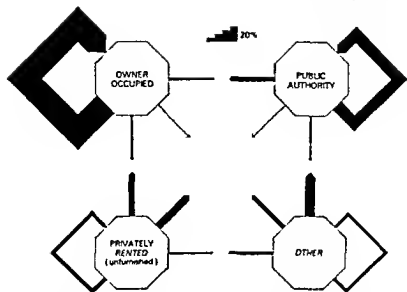 20%
OWNER
OCCUPIED
PUBLIC
AUTHORITY
PRIVATELY
RENTED
(unfurnished)
OTHER